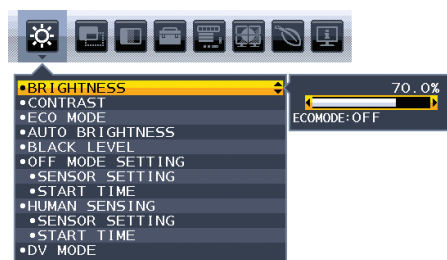 •BRIGHTNESS
•CONTRAST
•ECO MODE
•AUTO BRIGHTNESS
•BLACK LEVEL
•OFF MODE SETTING
•SENSOR SETTING
•START TIME
•HUMAN SENSING
•SENSOR SETTING
•START TIME
•DV MODE
70.0%
ECOMODE:OFF